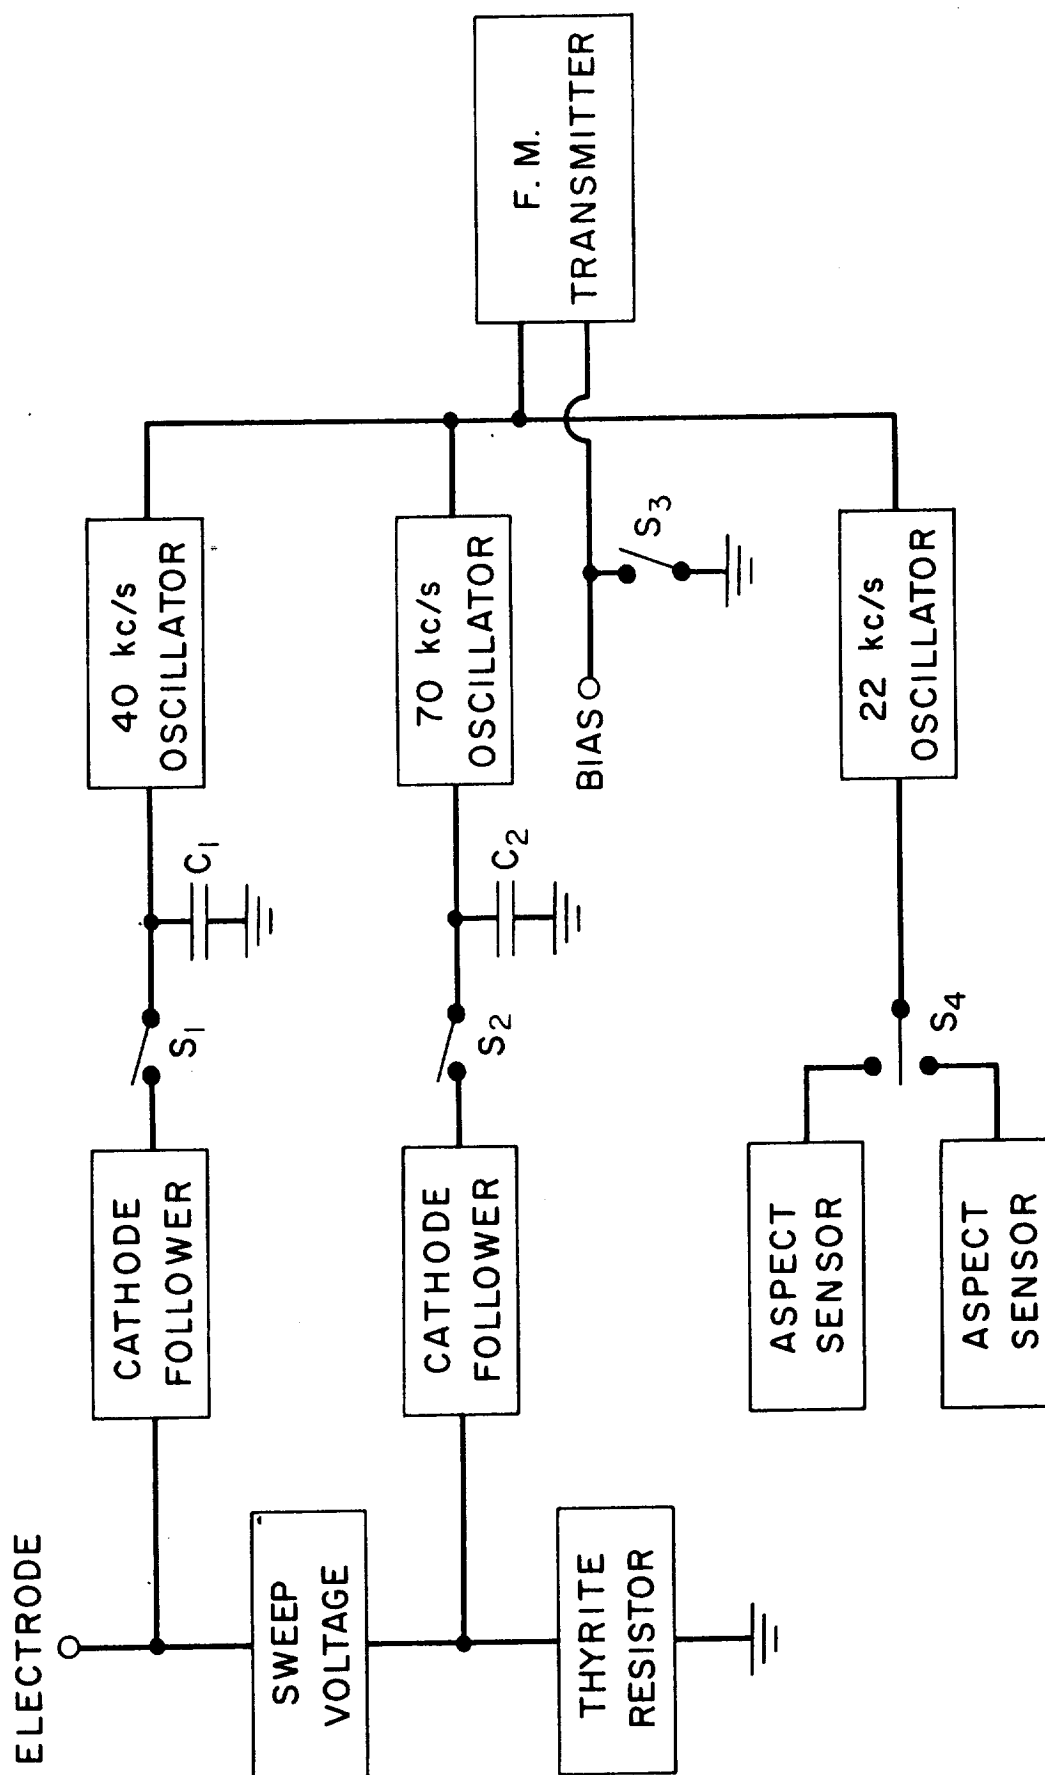 ELECTRODE
SWEEP
VOLTAGE
THYRITE
RESISTOR
CATHODE
FOLLOWER
CATHODE
FOLLOWER
ASPECT
SENSOR
ASPECT
SENSOR
S1
S2
S4
C1
C2
40 kc/s
OSCILLATOR
70 kc/s
OSCILLATOR
BIAS
S3
22 kc/s
OSCILLATOR
F. M.
TRANSMITTER